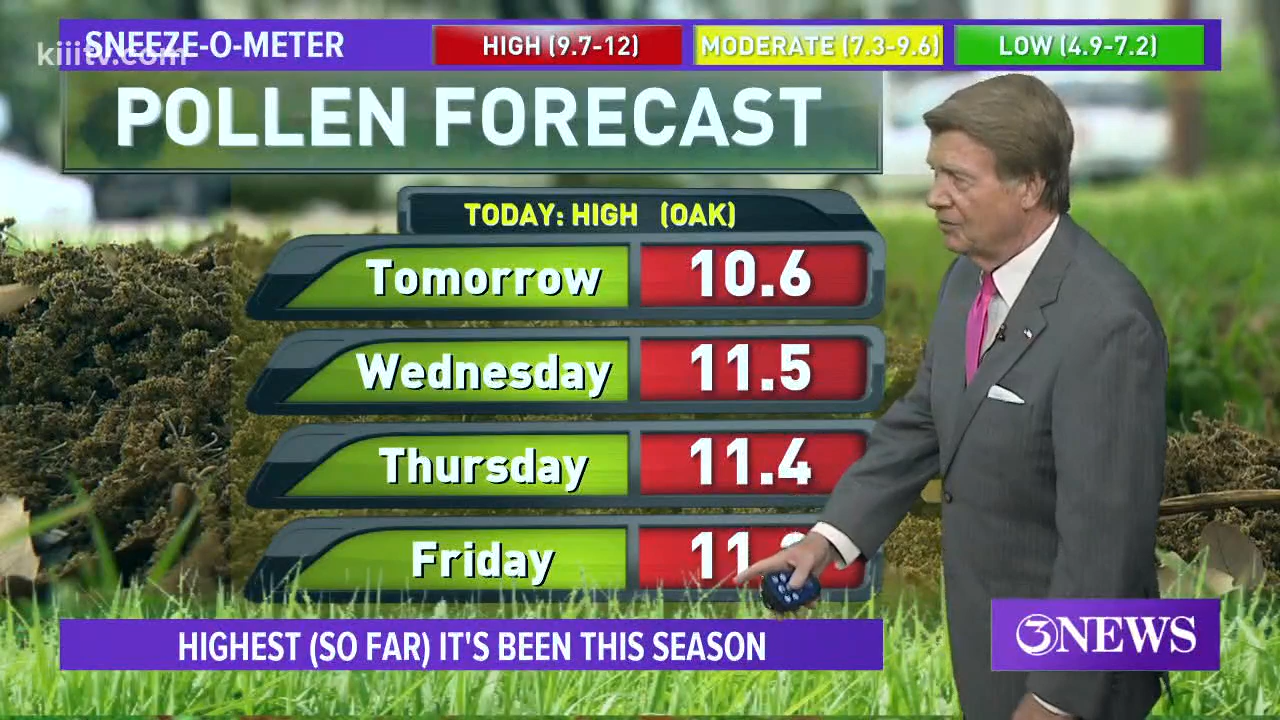 SNEEZE-O-METER
HIGH (9.7-12)
MODERATE (7.3-9.6)
LOW (4.9-7.2)
kiiitv.com
POLLEN FORECAST
TODAY: HIGH (OAK)
Tomorrow 10.6
Wednesday 11.5
Thursday 11.4
Friday
HIGHEST (SO FAR) IT'S BEEN THIS SEASON
3NEWS